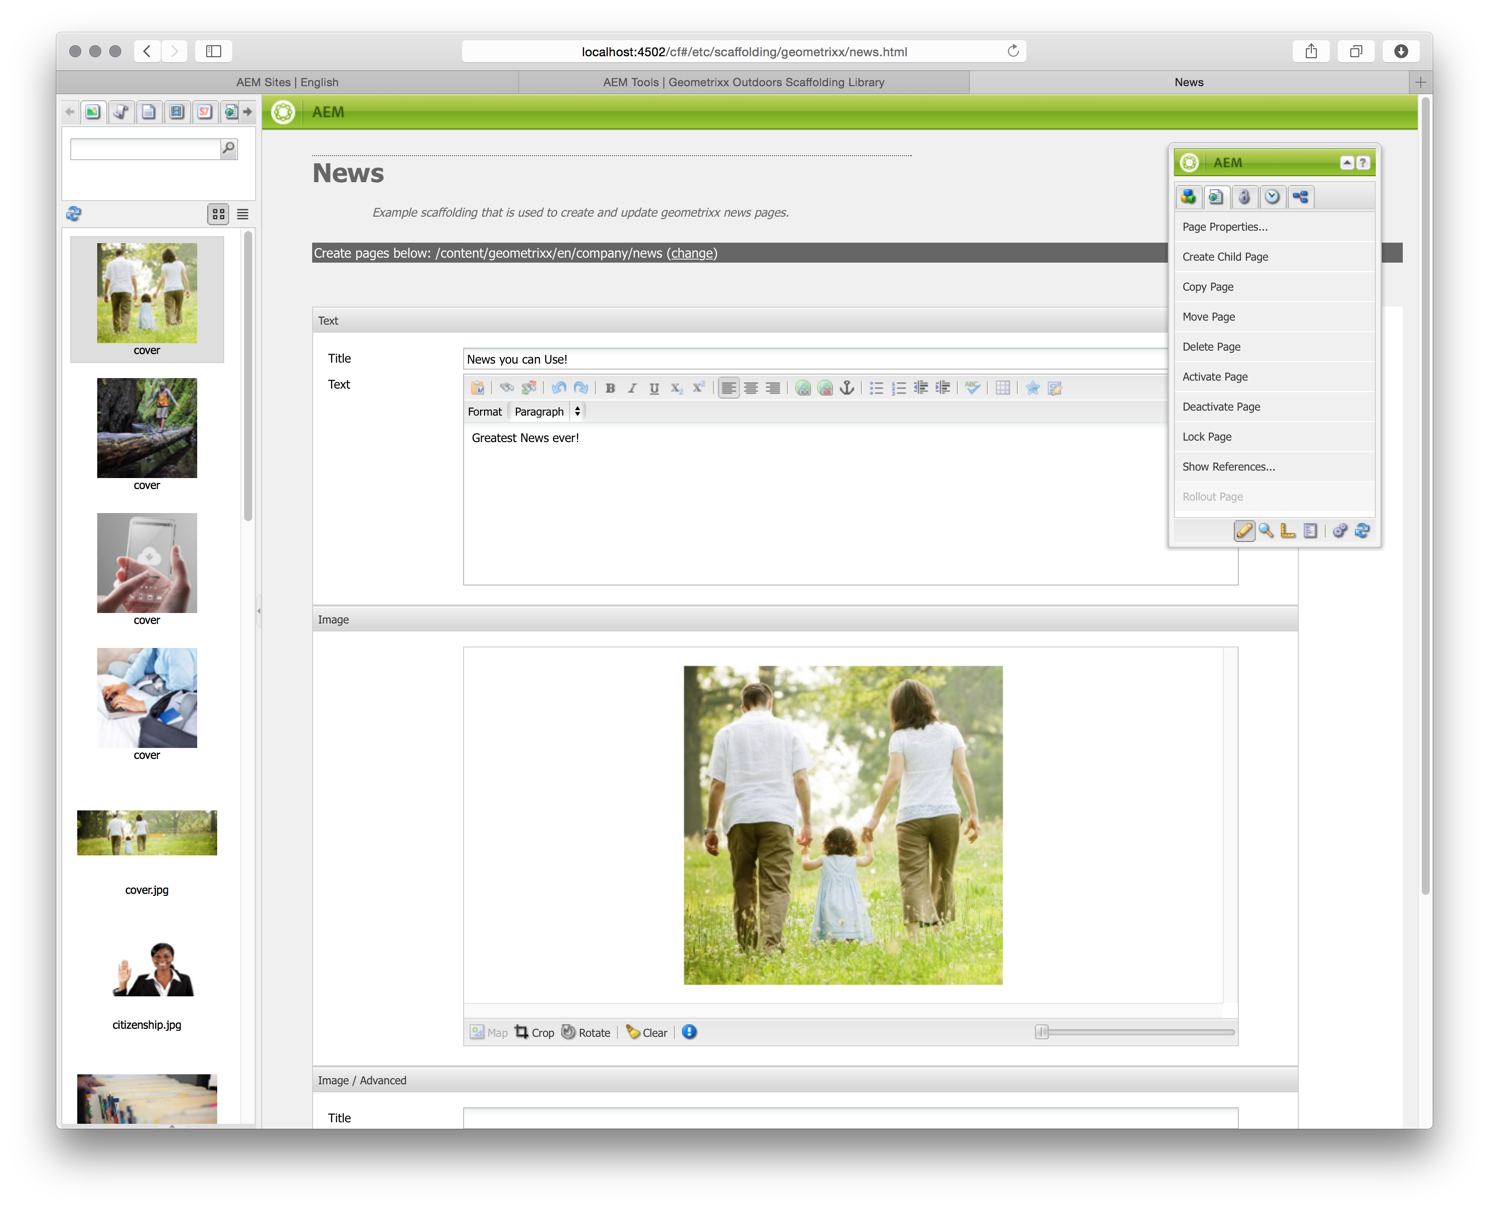 localhost:4502/cf#/etc/scaffolding/geometrixx/news.html
AEM Sites | English
AEM Tools | Geometrixx Outdoors Scaffolding Library
News
S7
AEM
News
Example scaffolding that is used to create and update geometrixx news pages.
Create pages below: /content/geometrixx/en/company/news (change)
Text
Title
News you can Use!
Text
B I U X₂ X² ABC
Format Paragraph
Greatest News ever!
Image
Map Crop Rotate Clear
Image / Advanced
Title
cover
cover
cover
cover
cover.jpg
citizenship.jpg
AEM
?
Page Properties...
Create Child Page
Copy Page
Move Page
Delete Page
Activate Page
Deactivate Page
Lock Page
Show References...
Rollout Page